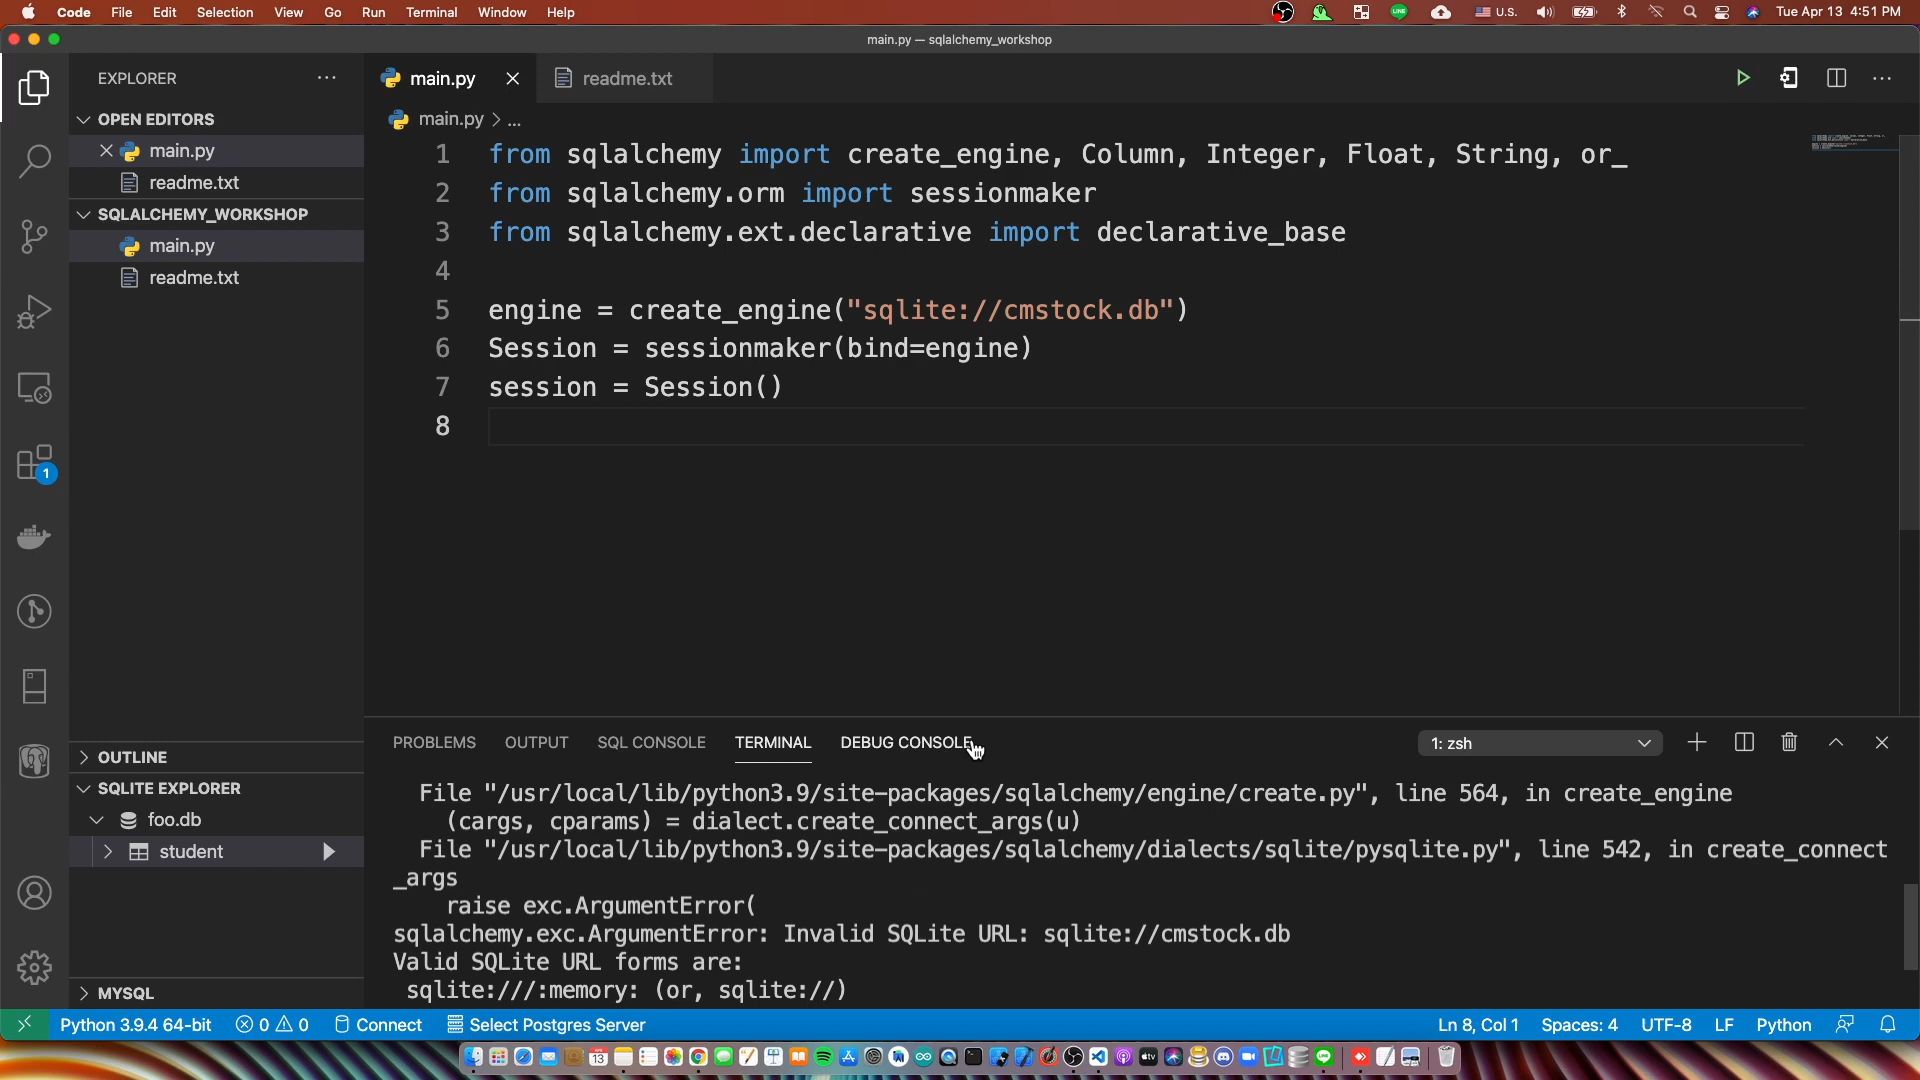 Code File Edit Selection View Go Run Terminal Window Help
U.S. Tue Apr 13 4:51 PM
main.py — sqlalchemy_workshop
EXPLORER
OPEN EDITORS
main.py
readme.txt
SQLALCHEMY_WORKSHOP
main.py
readme.txt
OUTLINE
SQLITE EXPLORER
foo.db
student
MYSQL
1
main.py
readme.txt
main.py > ...
1 from sqlalchemy import create_engine, Column, Integer, Float, String, or_
2 from sqlalchemy.orm import sessionmaker
3 from sqlalchemy.ext.declarative import declarative_base
4
5 engine = create_engine("sqlite://cmstock.db")
6 Session = sessionmaker(bind=engine)
7 session = Session()
8
PROBLEMS OUTPUT SQL CONSOLE TERMINAL DEBUG CONSOLE
1: zsh
File "/usr/local/lib/python3.9/site-packages/sqlalchemy/engine/create.py", line 564, in create_engine
(cargs, cparams) = dialect.create_connect_args(u)
File "/usr/local/lib/python3.9/site-packages/sqlalchemy/dialects/sqlite/pysqlite.py", line 542, in create_connect
_args
raise exc.ArgumentError(
sqlalchemy.exc.ArgumentError: Invalid SQLite URL: sqlite://cmstock.db
Valid SQLite URL forms are:
sqlite:///:memory: (or, sqlite://)
Python 3.9.4 64-bit 0 0 Connect Select Postgres Server
Ln 8, Col 1 Spaces: 4 UTF-8 LF Python